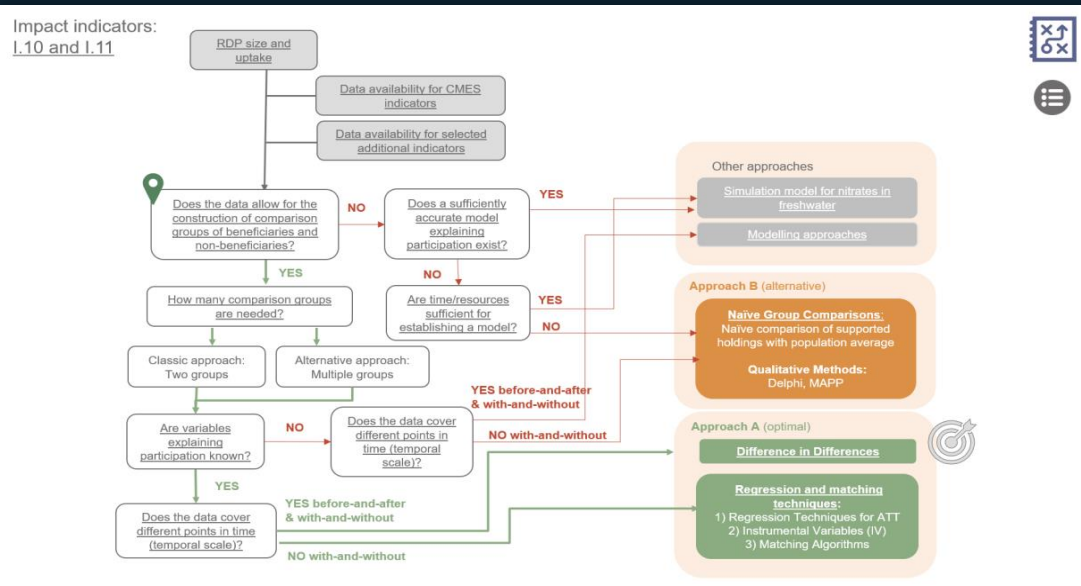 Impact indicators:
I.10 and I.11
RDP size and
uptake
Data availability for CMES
indicators
Data availability for selected
additional indicators
Does the data allow for the
construction of comparison
groups of beneficiaries and
non-beneficiaries?
NO
Does a sufficiently
accurate model
explaining
participation exist?
YES
Other approaches
Simulation model for nitrates in
freshwater
Modelling approaches
YES
NO
How many comparison groups
are needed?
Are time/resources
sufficient for
establishing a model?
YES
NO
Approach B (alternative)
Naïve Group Comparisons:
Naïve comparison of supported
holdings with population average
Qualitative Methods:
Delphi, MAPP
Classic approach:
Two groups
Alternative approach:
Multiple groups
YES before-and-after
& with-and-without
Are variables
explaining
participation known?
NO
Does the data cover
different points in
time (temporal
scale)?
NO with-and-without
Approach A (optimal)
Difference in Differences
YES
Regression and matching
techniques:
1) Regression Techniques for ATT
2) Instrumental Variables (IV)
3) Matching Algorithms
Does the data cover
different points in time
(temporal scale)?
YES before-and-after
& with-and-without
NO with-and-without